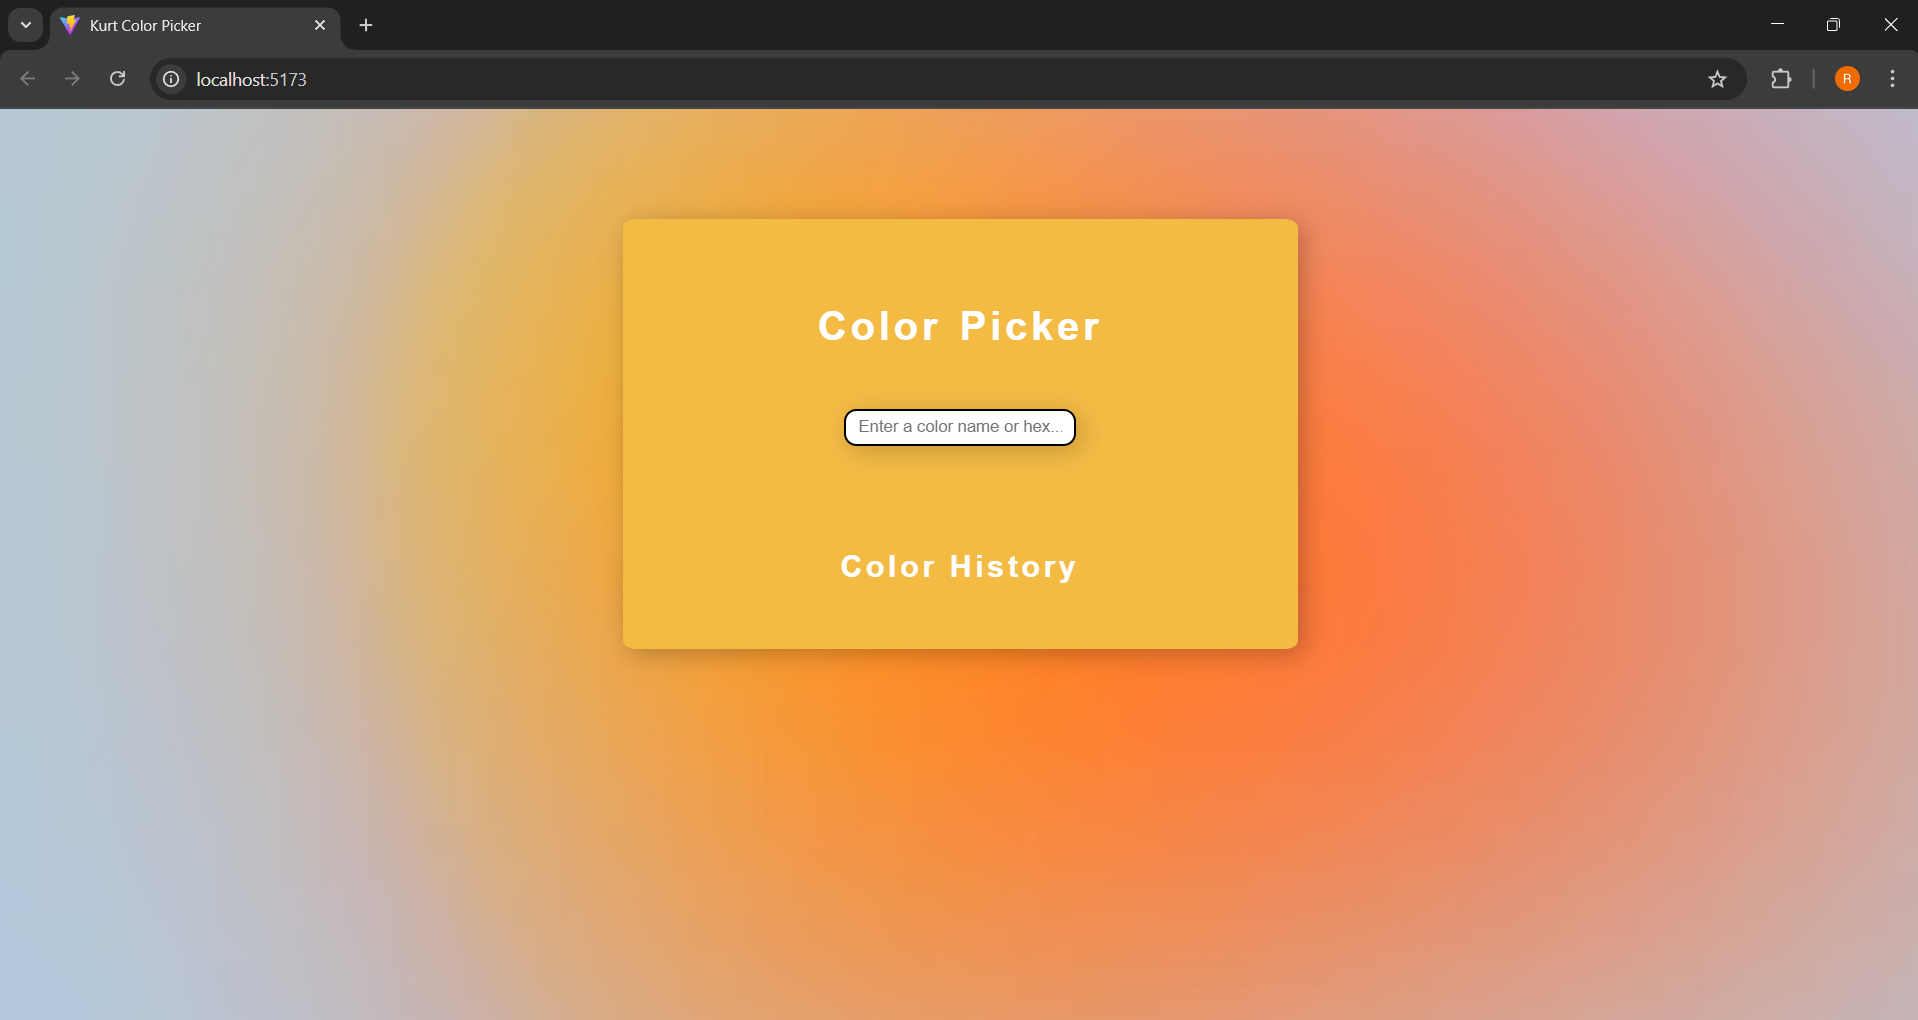 Kurt Color Picker
localhost:5173
R
Color Picker
Enter a color name or hex...
Color History